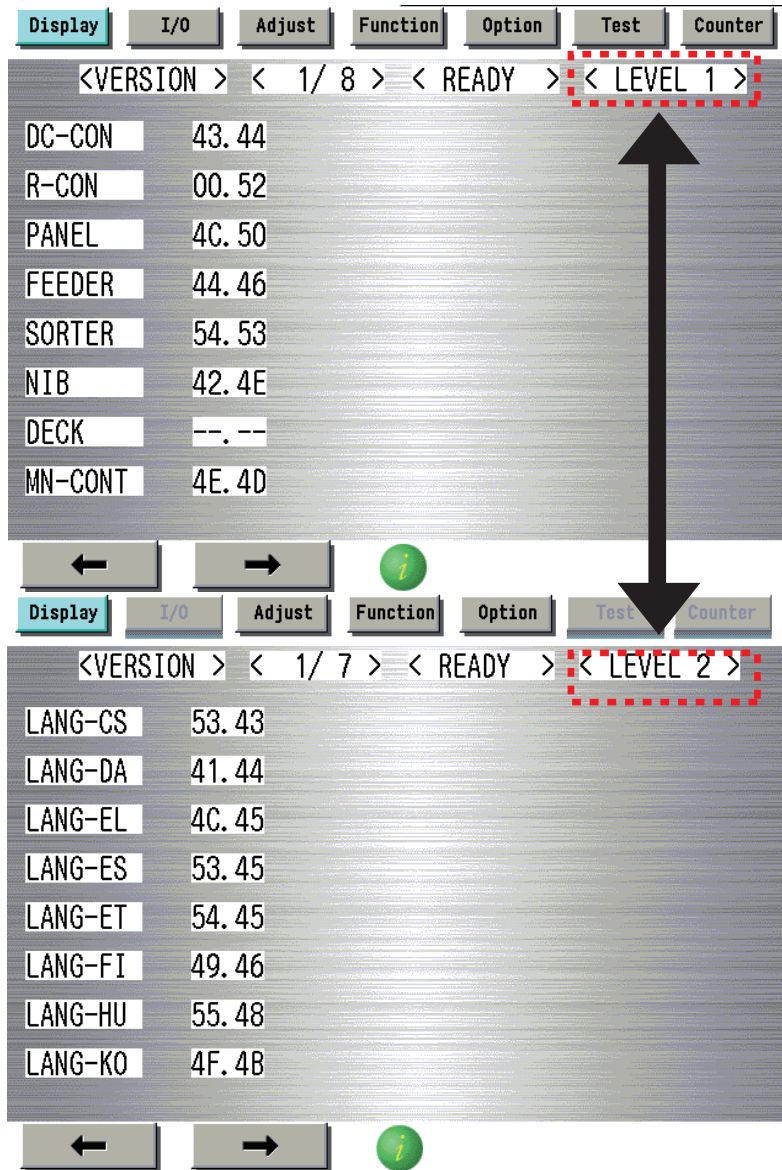 Display I/O Adjust Function Option Test Counter
<VERSION > < 1/ 8 > < READY > < LEVEL 1 >
DC-CON 43.44
R-CON 00.52
PANEL 4C.50
FEEDER 44.46
SORTER 54.53
NIB 42.4E
DECK --.--
MN-CONT 4E.4D
i
Display I/O Adjust Function Option Test Counter
<VERSION > < 1/ 7 > < READY > < LEVEL 2 >
LANG-CS 53.43
LANG-DA 41.44
LANG-EL 4C.45
LANG-ES 53.45
LANG-ET 54.45
LANG-FI 49.46
LANG-HU 55.48
LANG-KO 4F.4B
i